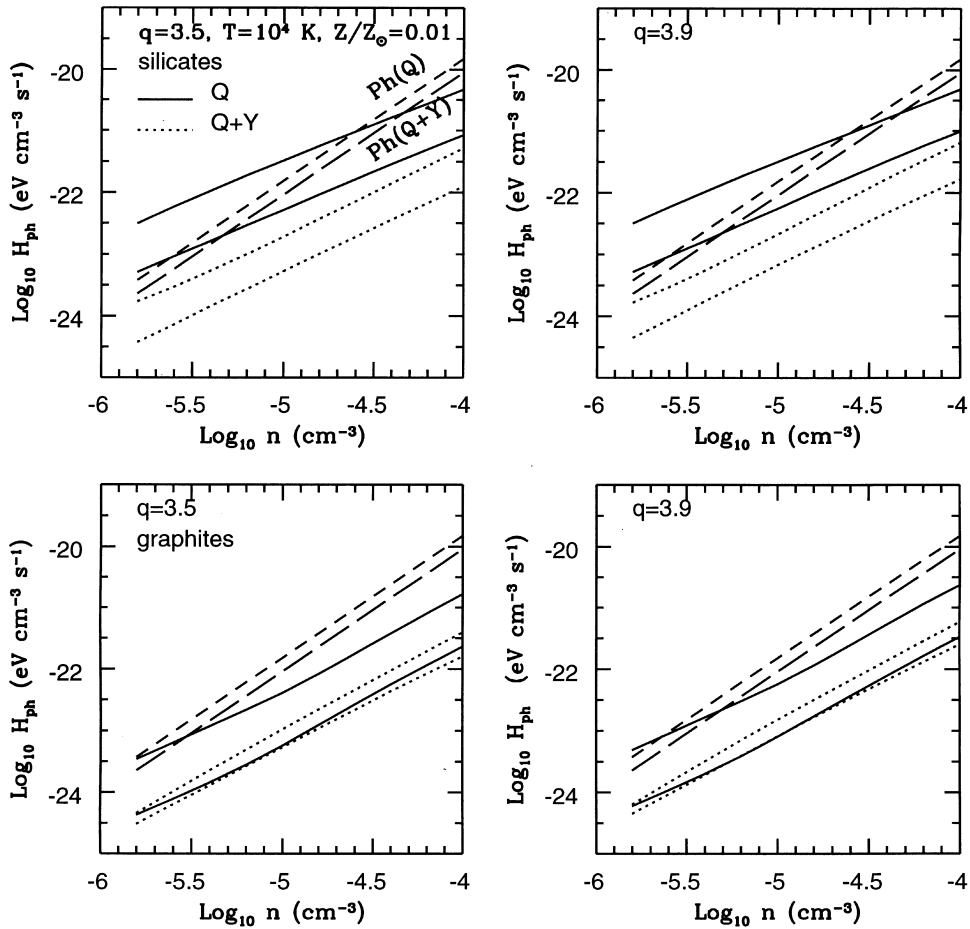 q=3.5, T=10⁴ K, Z/Z⊙=0.01
silicates
Q
Q+Y
Ph(Q)
Ph(Q+Y)
Log₁₀ Hₚₕ (eV cm⁻³ s⁻¹)
-20
-22
-24
-6 -5.5 -5 -4.5 -4
Log₁₀ n (cm⁻³)
q=3.9
Log₁₀ Hₚₕ (eV cm⁻³ s⁻¹)
-20
-22
-24
-6 -5.5 -5 -4.5 -4
Log₁₀ n (cm⁻³)
q=3.5
graphites
Log₁₀ Hₚₕ (eV cm⁻³ s⁻¹)
-20
-22
-24
-6 -5.5 -5 -4.5 -4
Log₁₀ n (cm⁻³)
q=3.9
Log₁₀ Hₚₕ (eV cm⁻³ s⁻¹)
-20
-22
-24
-6 -5.5 -5 -4.5 -4
Log₁₀ n (cm⁻³)